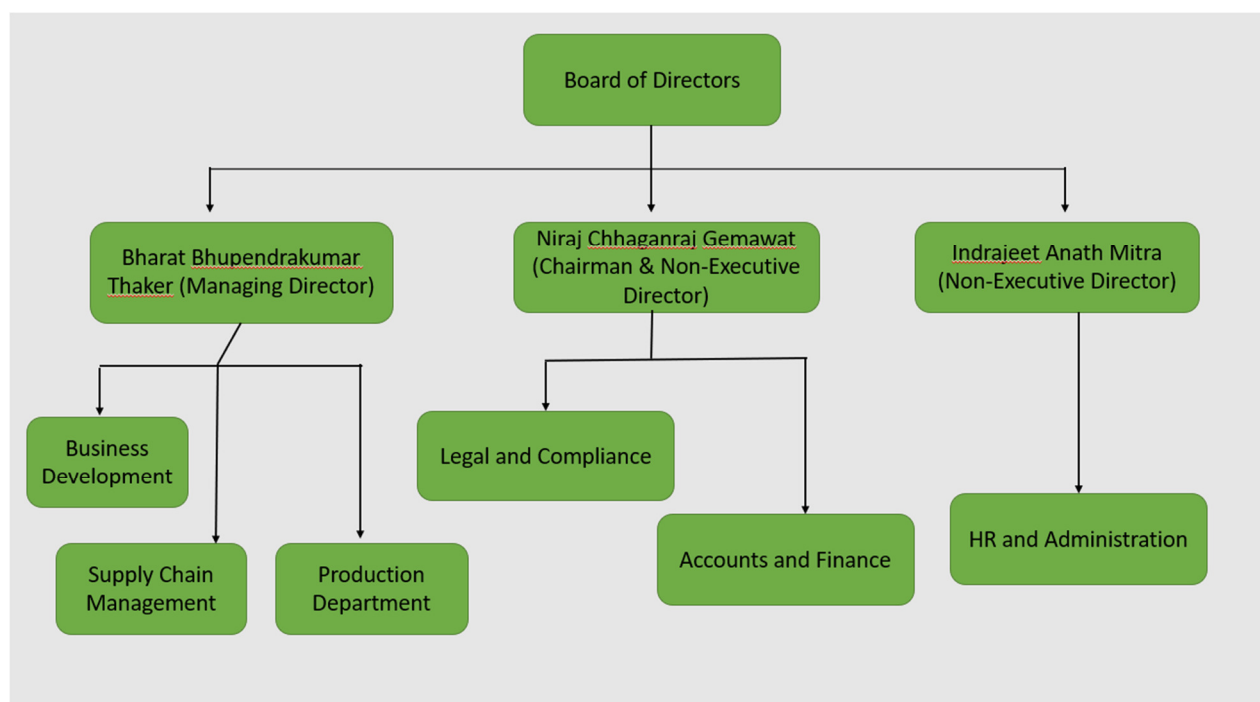 Board of Directors
Bharat Bhupendrakumar
Thaker (Managing Director)
Niraj Chhaganraj Gemawat
(Chairman & Non-Executive
Director)
Indrajeet Anath Mitra
(Non-Executive Director)
Business
Development
Legal and Compliance
Accounts and Finance
HR and Administration
Supply Chain
Management
Production
Department